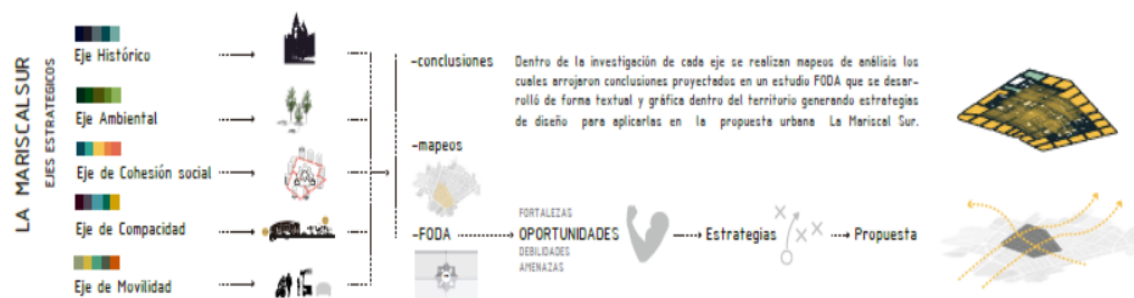 LA MARISCAL SUR
EJES ESTRATEGICOS
Eje Histórico
Eje Ambiental
Eje de Cohesión social
Eje de Compacidad
Eje de Movilidad
-conclusiones
-mapeos
-FODA
Dentro de la investigación de cada eje se realizan mapeos de análisis los
cuales arrojaron conclusiones proyectados en un estudio FODA que se desar-
rolló de forma textual y gráfica dentro del territorio generando estrategias
de diseño para aplicarlas en la propuesta urbana La Mariscal Sur.
FORTALEZAS
OPORTUNIDADES
DEBILIDADES
AMENAZAS
Estrategias
Propuesta